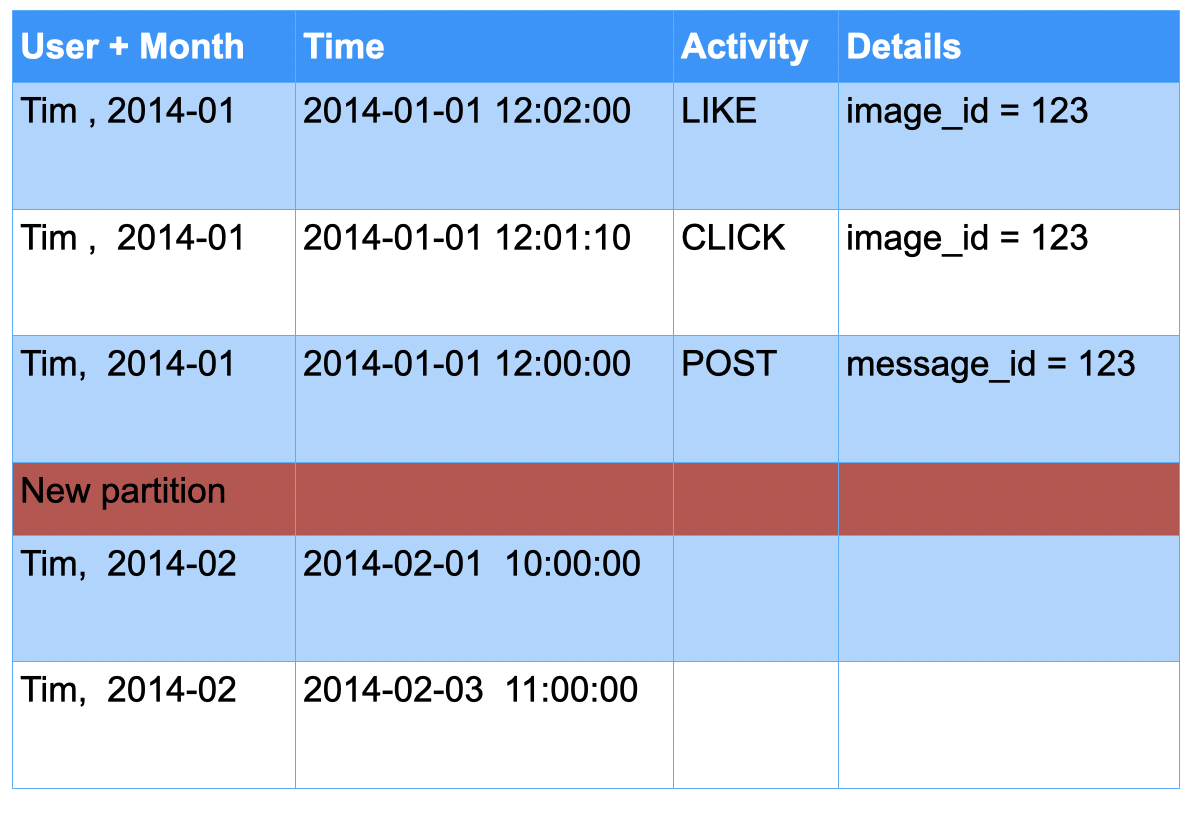 User + Month Time Activity Details
Tim , 2014-01 2014-01-01 12:02:00 LIKE image_id = 123
Tim ,  2014-01 2014-01-01 12:01:10 CLICK image_id = 123
Tim,  2014-01 2014-01-01 12:00:00 POST message_id = 123
New partition
Tim,  2014-02 2014-02-01  10:00:00
Tim,  2014-02 2014-02-03  11:00:00